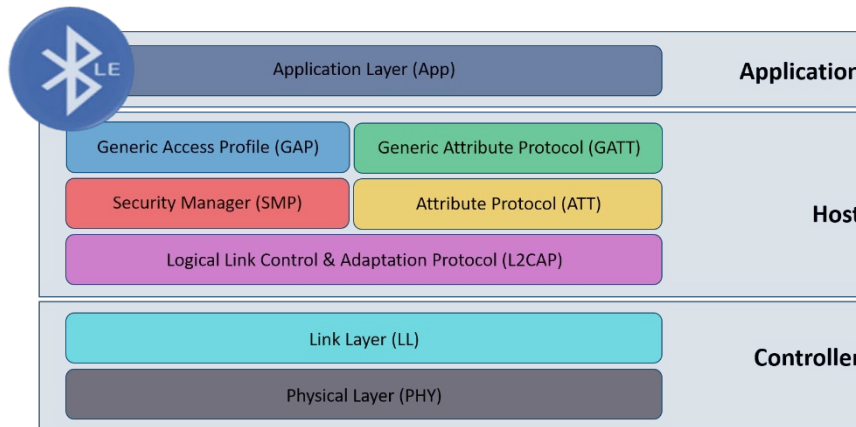 LE
Application Layer (App)
Application
Generic Access Profile (GAP)
Generic Attribute Protocol (GATT)
Security Manager (SMP)
Attribute Protocol (ATT)
Host
Logical Link Control & Adaptation Protocol (L2CAP)
Link Layer (LL)
Controller
Physical Layer (PHY)